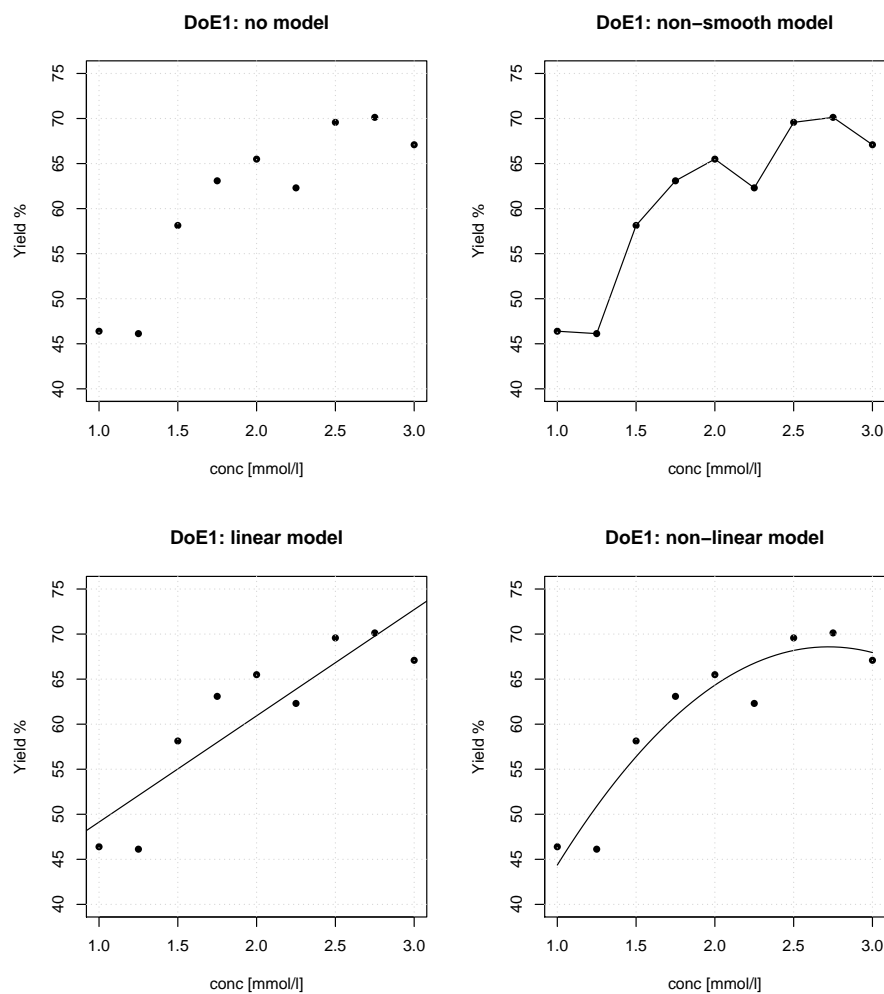 DoE1: no model
Yield %
75
70
65
60
55
50
45
40
1.0 1.5 2.0 2.5 3.0
conc [mmol/l]
DoE1: non−smooth model
Yield %
75
70
65
60
55
50
45
40
1.0 1.5 2.0 2.5 3.0
conc [mmol/l]
DoE1: linear model
Yield %
75
70
65
60
55
50
45
40
1.0 1.5 2.0 2.5 3.0
conc [mmol/l]
DoE1: non−linear model
Yield %
75
70
65
60
55
50
45
40
1.0 1.5 2.0 2.5 3.0
conc [mmol/l]